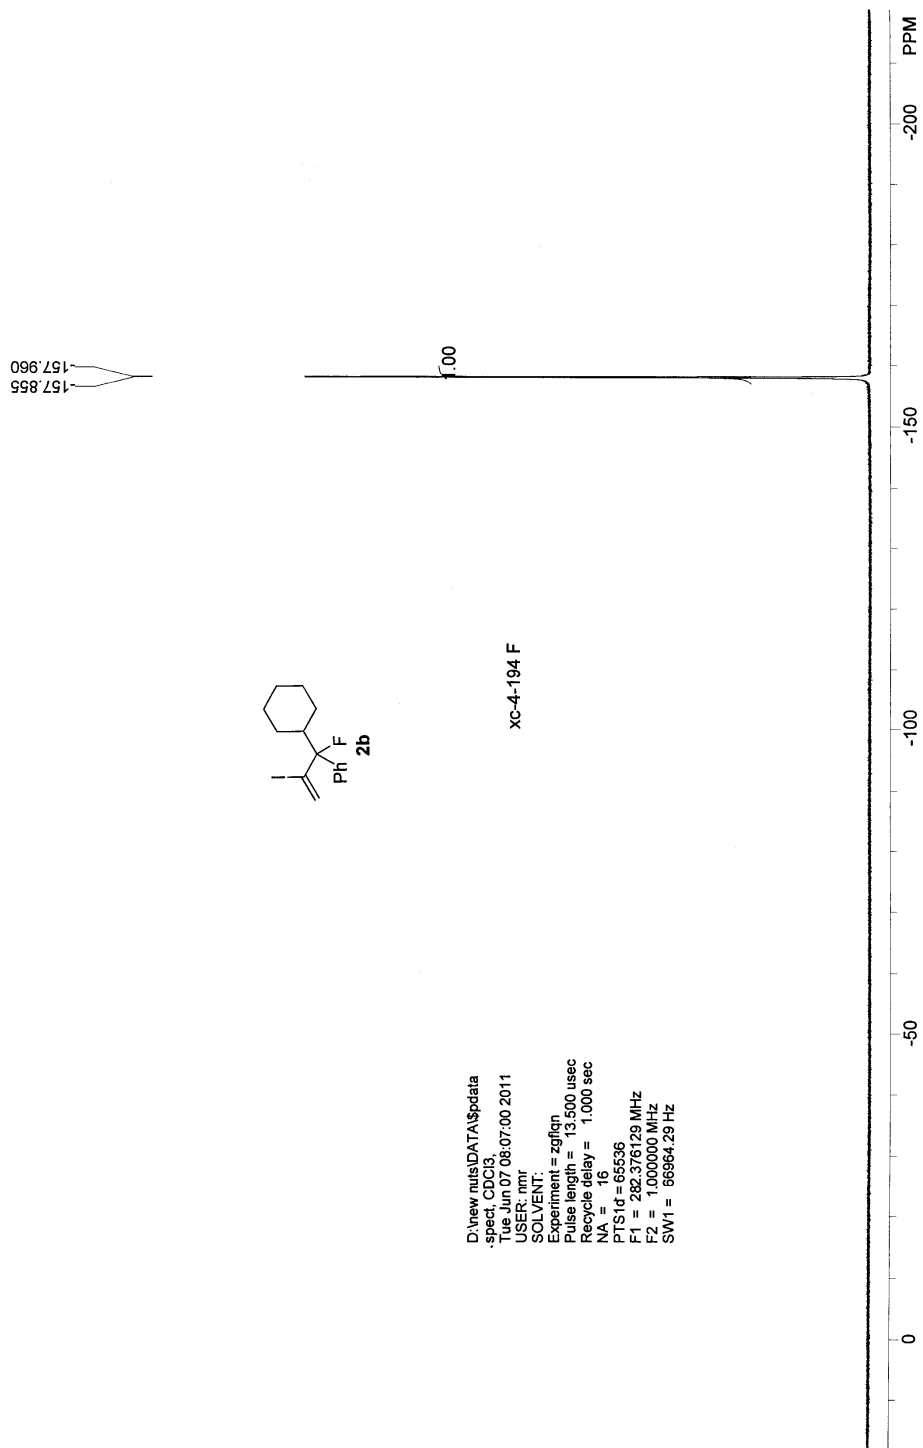 -157.960
-157.855
1.00
I
Ph
F
2b
xc-4-194 F
D:\new nuts\DATA\$pdata
.spect, CDCl3,
Tue Jun 07 08:07:00 2011
USER: nmr
SOLVENT:
Experiment = zgflqn
Pulse length = 13.500 usec
Recycle delay = 1.000 sec
NA = 16
PTS1d = 65536
F1 = 282.376129 MHz
F2 = 1.000000 MHz
SW1 = 66964.29 Hz
0 -50 -100 -150 -200 PPM